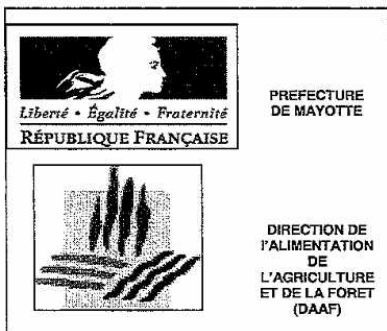 Liberté • Égalité • Fraternité
RÉPUBLIQUE FRANÇAISE
PREFECTURE
DE MAYOTTE
DIRECTION DE
l'ALIMENTATION
DE
L'AGRICULTURE
ET DE LA FORET
(DAAF)